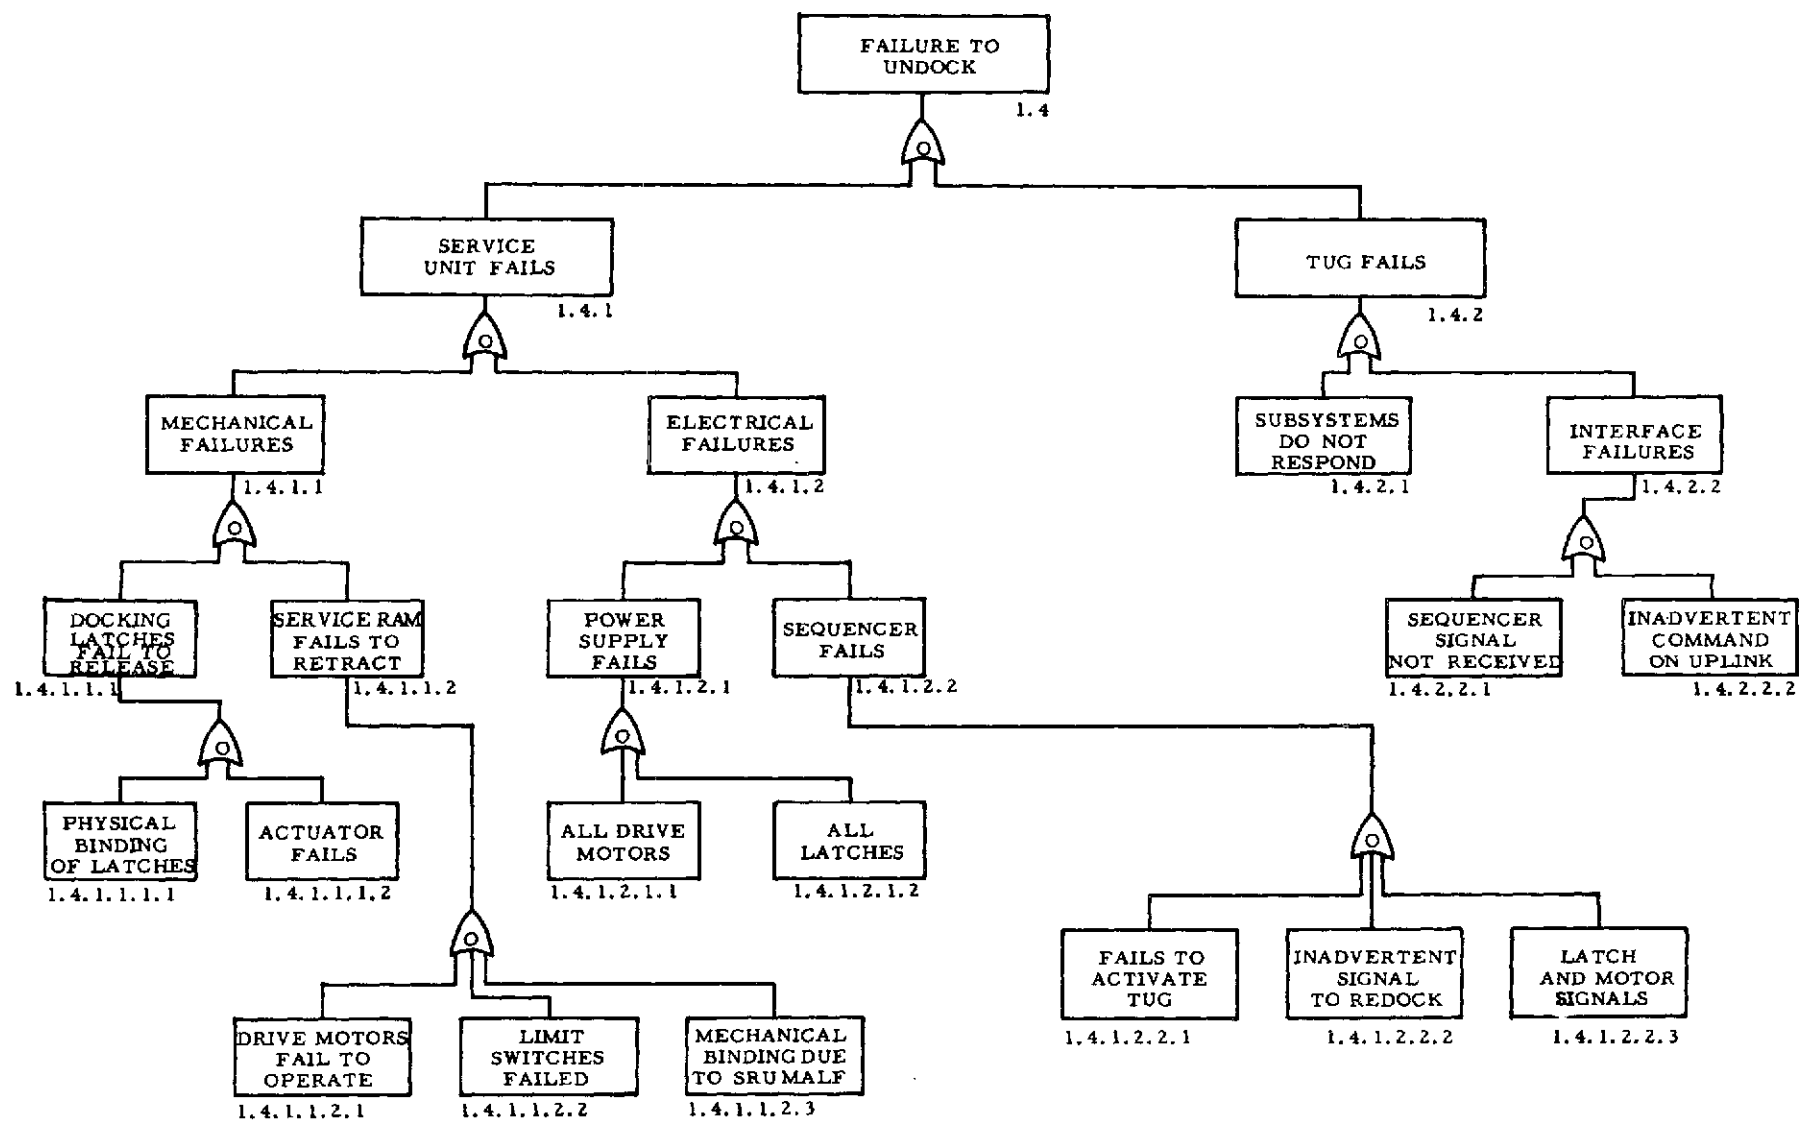 FAILURE TO
UNDOCK
1.4
SERVICE
UNIT FAILS
1.4.1
TUG FAILS
1.4.2
MECHANICAL
FAILURES
1.4.1.1
ELECTRICAL
FAILURES
1.4.1.2
SUBSYSTEMS
DO NOT
RESPOND
1.4.2.1
INTERFACE
FAILURES
1.4.2.2
DOCKING
LATCHES
FAIL TO
RELEASE
1.4.1.1.1
SERVICE RAM
FAILS TO
RETRACT
1.4.1.1.2
POWER
SUPPLY
FAILS
1.4.1.2.1
SEQUENCER
FAILS
1.4.1.2.2
SEQUENCER
SIGNAL
NOT RECEIVED
1.4.2.2.1
INADVERTENT
COMMAND
ON UPLINK
1.4.2.2.2
PHYSICAL
BINDING
OF LATCHES
1.4.1.1.1.1
ACTUATOR
FAILS
1.4.1.1.1.2
ALL DRIVE
MOTORS
1.4.1.2.1.1
ALL
LATCHES
1.4.1.2.1.2
FAILS TO
ACTIVATE
TUG
1.4.1.2.2.1
INADVERTENT
SIGNAL
TO REDOCK
1.4.1.2.2.2
LATCH
AND MOTOR
SIGNALS
1.4.1.2.2.3
DRIVE MOTORS
FAIL TO
OPERATE
1.4.1.1.2.1
LIMIT
SWITCHES
FAILED
1.4.1.1.2.2
MECHANICAL
BINDING DUE
TO SRU MALF
1.4.1.1.2.3